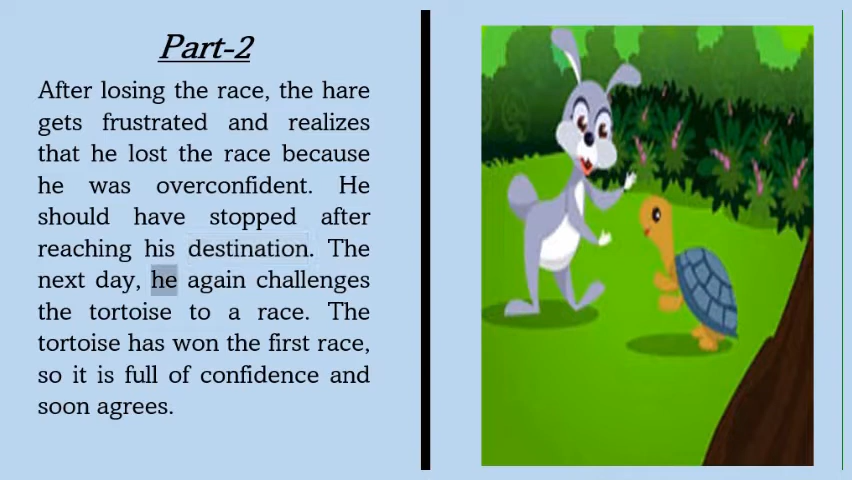 Part-2
After losing the race, the hare
gets frustrated and realizes
that he lost the race because
he was overconfident. He
should have stopped after
reaching his destination. The
next day, he again challenges
the tortoise to a race. The
tortoise has won the first race,
so it is full of confidence and
soon agrees.